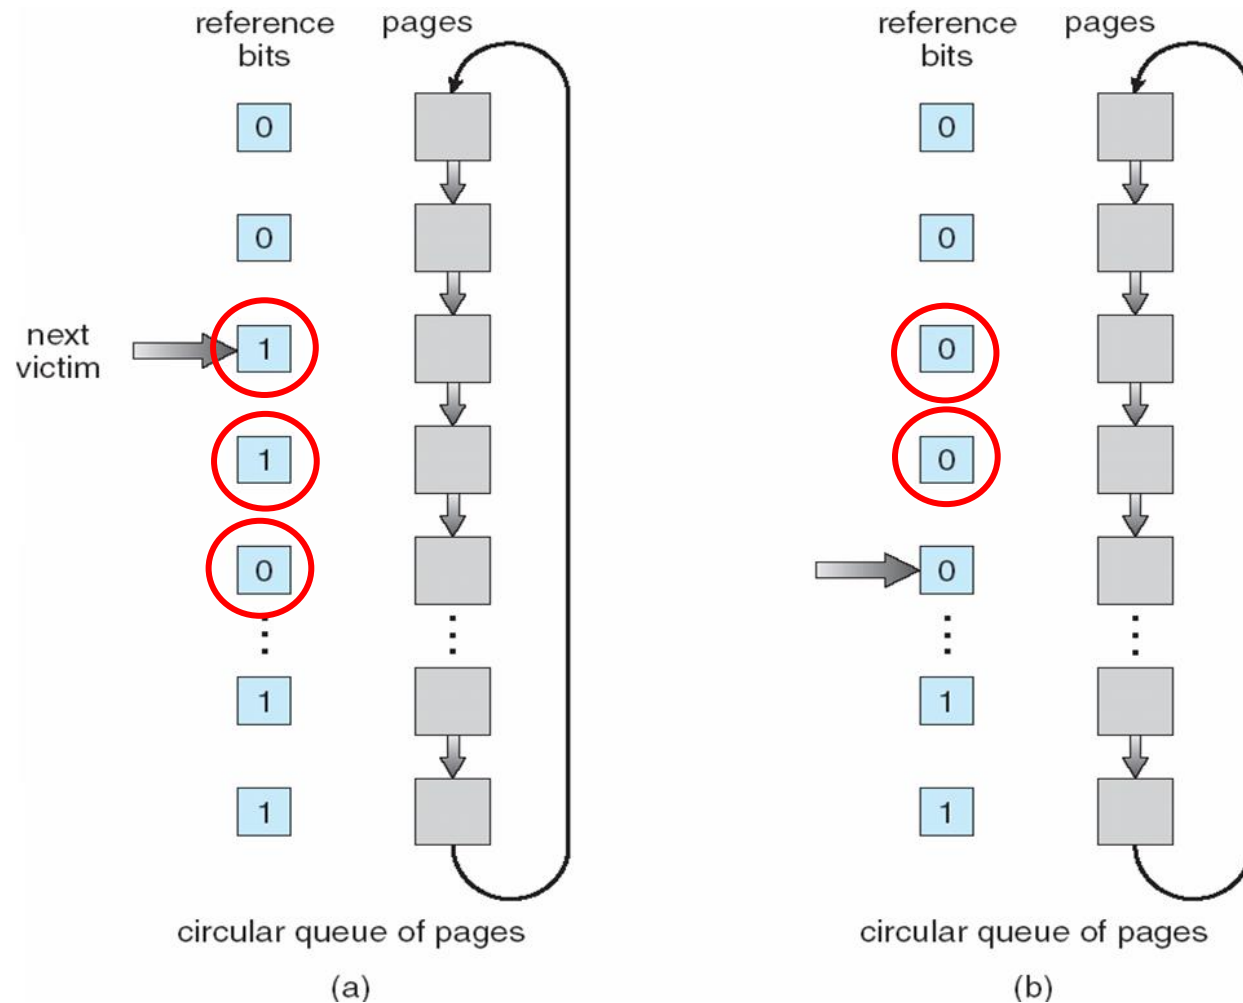 reference
bits
pages
0
0
next
victim
1
1
0
1
1
circular queue of pages
(a)
reference
bits
pages
0
0
0
0
0
1
1
circular queue of pages
(b)